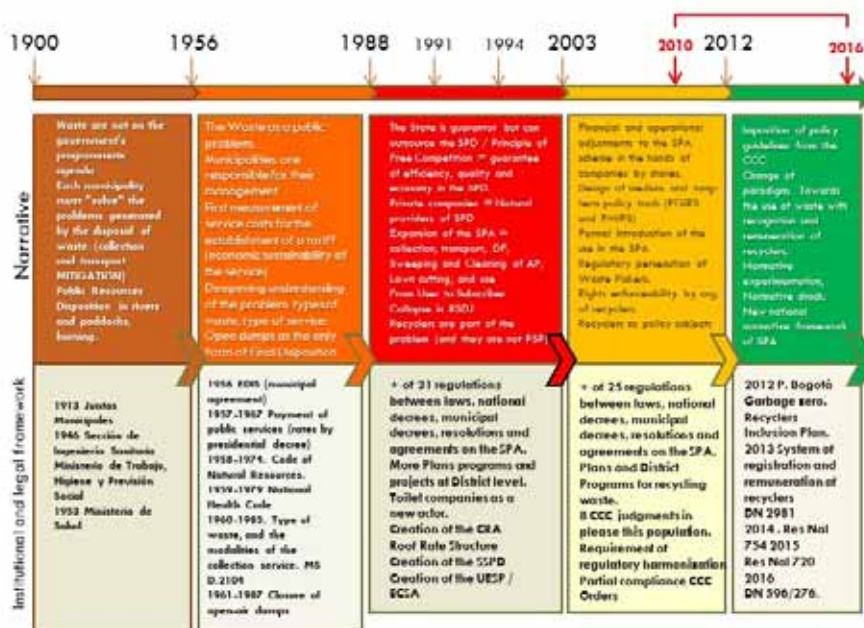 1900
1956
1988
1991
1994
2003
2010
2012
2016
Narrative
Waste are not on the
government's
programmatic
agenda
Each municipality
must "solve" the
problems generated
by the disposal of
waste. (collection
and transport
MITIGATION)
Public Resources
Disposition in rivers
and paddocks,
burning.
The Waste as a public
problem.
Municipalities are
responsible for their
management
First measurement of
service costs for the
establishment of a tariff
(economic sustainability of
the service)
Deepening understanding
of the problem, types of
waste, type of service.
Open dumps as the only
form of Final Disposition
The State is guarantor but can
outsource the SPD / Principle of
Free Competition = guarantee
of efficiency, quality and
economy in the SPD.
Private companies = Natural
providers of SPD
Expansion of the SPA =
collection, transport, DF,
Sweeping and Cleaning of AP,
Lawn cutting, and use
From User to Subscriber
Collapse in RSDJ
Recyclers are part of the
problem (and they are not PSP)
Financial and operational
adjustments to the SPA
scheme in the hands of
companies by shares.
Design of medium and long-
term policy tools (PGIRS and PMIRS)
Partial Introduction of the
use in the SPA
Regulatory persecution of
Waste Pickers.
Rights enforceability by org
of recyclers
Recyclers as policy subjects
Imposition of policy
guidelines from the
CCC
Change of
paradigm. Towards
the use of waste with
recognition and
remuneration of
recyclers.
Normative
experimentation,
Normative shock.
New national
normative framework
of SPA
Institutional and legal framework
1913 Juntas
Municipales
1946 Sección de
Ingeniería Sanitaria
Ministerio de Trabajo,
Higiene y Previsión
Social
1953 Ministerio de
Salud
1956 EDIS (municipal
agreement)
1957-1967 Payment of
public services (rates by
presidential decree)
1958-1974. Code of
Natural Resources.
1959-1979 National
Health Code
1960-1983. Type of
waste, and the
modalities of the
collection service. MS
D.2104
1961-1987 Closure of
open-air dumps
+ of 31 regulations
between laws, national
decrees, municipal
decrees, resolutions and
agreements on the SPA.
More Plans programs and
projects at District level.
Toilet companies as a
new actor.
Creation of the CRA
Root Rate Structure
Creation of the SSPD
Creation of the UESP /
ECSA
+ of 25 regulations
between laws, national
decrees, municipal
decrees, resolutions and
agreements on the SPA.
Plans and District
Programs for recycling
waste.
8 CCC judgments in
please this population.
Requirement of
regulatory harmonization
Partial compliance CCC
Orders
2012 P. Bogotá
Garbage zero.
Recyclers
Inclusion Plan.
2013 System of
registration and
remuneration of
recyclers
DN 2981
2014. Res Nal
754 2015
Res Nal 720
2016
DN 596/276.